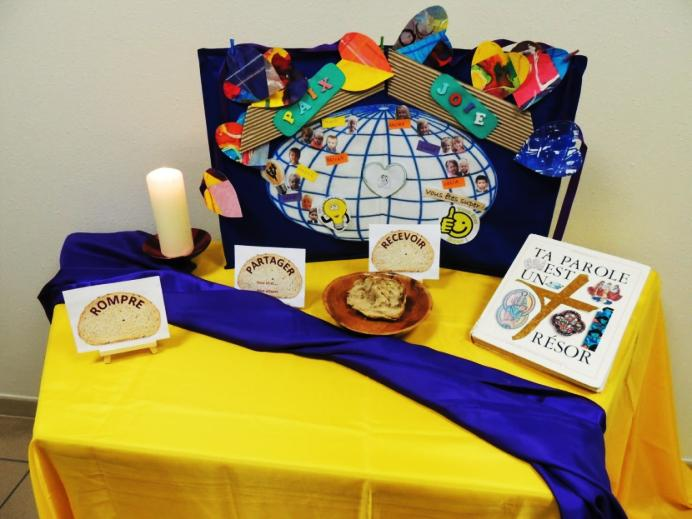 PAIX
JOIE
vous êtes super
ROMPRE
PARTAGER
RECEVOIR
TA PAROLE
EST
UN
TRÉSOR